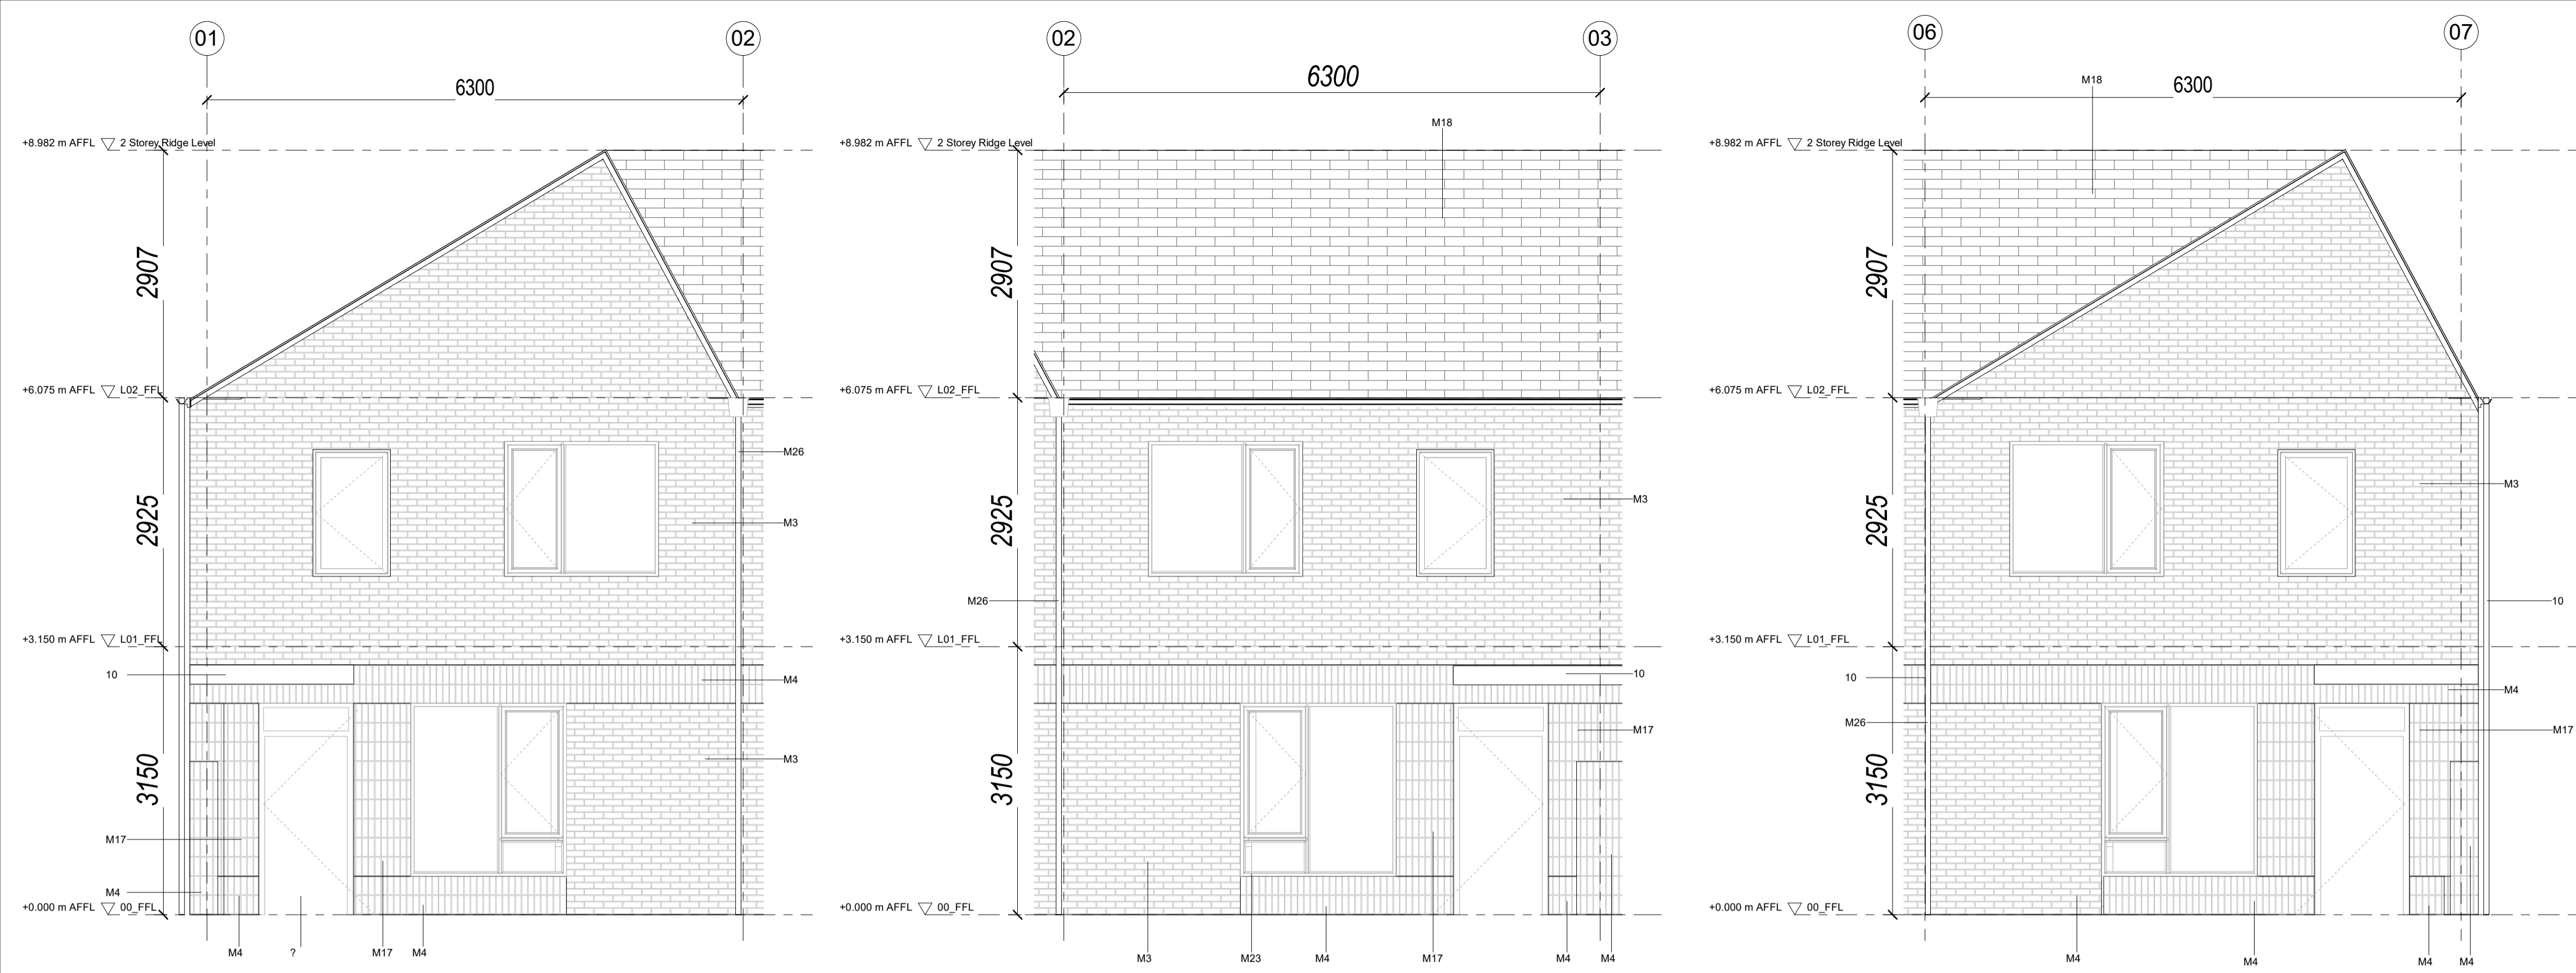 01
02
6300
+8.982 m AFFL
2 Storey Ridge Level
2907
+6.075 m AFFL
L02_FFL
M26
2925
M3
+3.150 m AFFL
L01_FFL
10
M4
M3
3150
M17
M4
+0.000 m AFFL
00_FFL
M4
?
M17
M4
02
03
6300
M18
+8.982 m AFFL
2 Storey Ridge Level
2907
+6.075 m AFFL
L02_FFL
M3
2925
M26
+3.150 m AFFL
L01_FFL
10
M17
3150
+0.000 m AFFL
00_FFL
M3
M23
M4
M17
M4
M4
06
07
M18
6300
+8.982 m AFFL
2 Storey Ridge Level
2907
+6.075 m AFFL
L02_FFL
M3
2925
10
+3.150 m AFFL
L01_FFL
10
M4
M26
M17
3150
+0.000 m AFFL
00_FFL
M4
M4
M4
M4